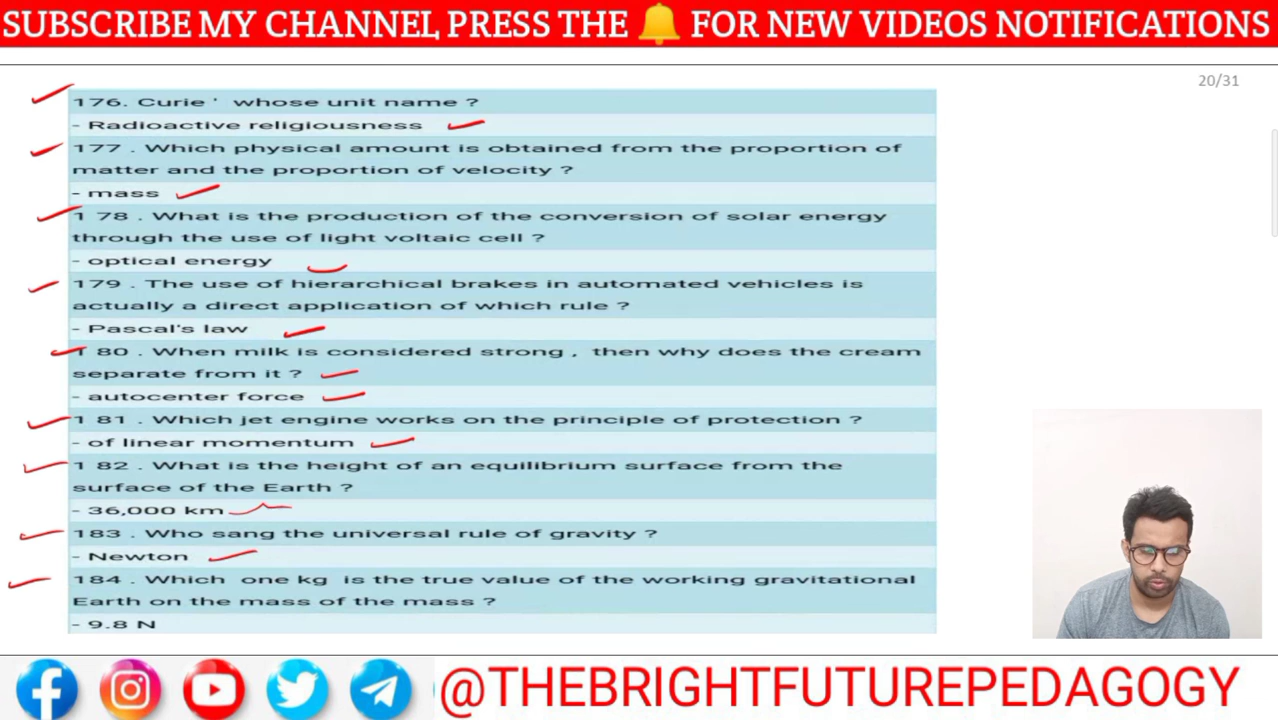 SUBSCRIBE MY CHANNEL, PRESS THE 🔔 FOR NEW VIDEOS NOTIFICATIONS
20/31
176. Curie ' whose unit name ?
- Radioactive religiousness
177 . Which physical amount is obtained from the proportion of
matter and the proportion of velocity ?
- mass
1 78 . What is the production of the conversion of solar energy
through the use of light voltaic cell ?
- optical energy
179 . The use of hierarchical brakes in automated vehicles is
actually a direct application of which rule ?
- Pascal's law
1 80 . When milk is considered strong , then why does the cream
separate from it ?
- autocenter force
1 81 . Which jet engine works on the principle of protection ?
- of linear momentum
1 82 . What is the height of an equilibrium surface from the
surface of the Earth ?
- 36,000 km
183 . Who sang the universal rule of gravity ?
- Newton
184 . Which one kg is the true value of the working gravitational
Earth on the mass of the mass ?
- 9.8 N
@THEBRIGHTFUTUREPEDAGOGY